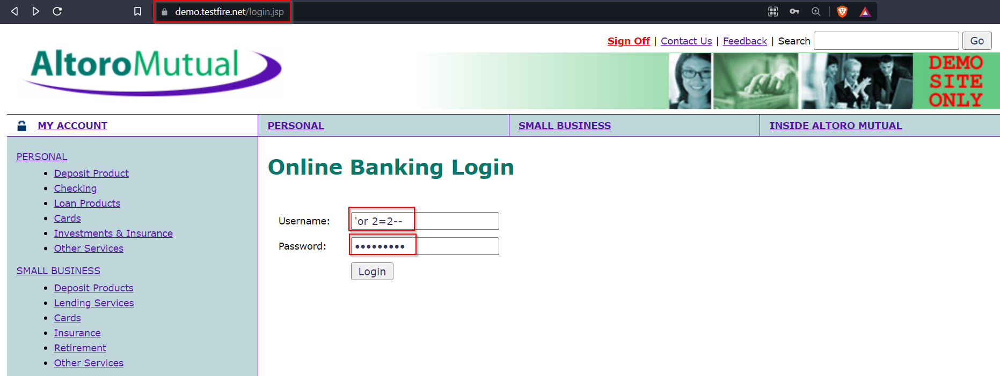 demo.testfire.net/login.jsp
Sign Off | Contact Us | Feedback | Search Go
AltoroMutual
DEMO
SITE
ONLY
MY ACCOUNT
PERSONAL
SMALL BUSINESS
INSIDE ALTORO MUTUAL
PERSONAL
Deposit Product
Checking
Loan Products
Cards
Investments & Insurance
Other Services
SMALL BUSINESS
Deposit Products
Lending Services
Cards
Insurance
Retirement
Other Services
Online Banking Login
Username: 'or 2=2--
Password: •••••••••
Login